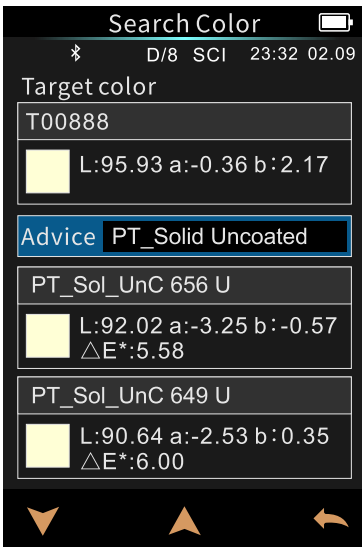 Search Color
D/8 SCI 23:32 02.09
Target color
T00888
L:95.93 a:-0.36 b:2.17
Advice PT_Solid Uncoated
PT_Sol_UnC 656 U
L:92.02 a:-3.25 b:-0.57
△E*:5.58
PT_Sol_UnC 649 U
L:90.64 a:-2.53 b:0.35
△E*:6.00